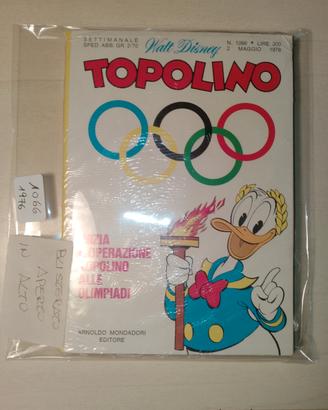 SETTIMANALE
SPED. ABB. GR. 2/70
Walt Disney
N. 1066 • LIRE 300
2 MAGGIO 1976
TOPOLINO
INIZIA
L'OPERAZIONE
TOPOLINO
ALLE
OLIMPIADI
ARNOLDO MONDADORI
EDITORE
1066
1976
BLISTERATO
APERTO
IN ALTO